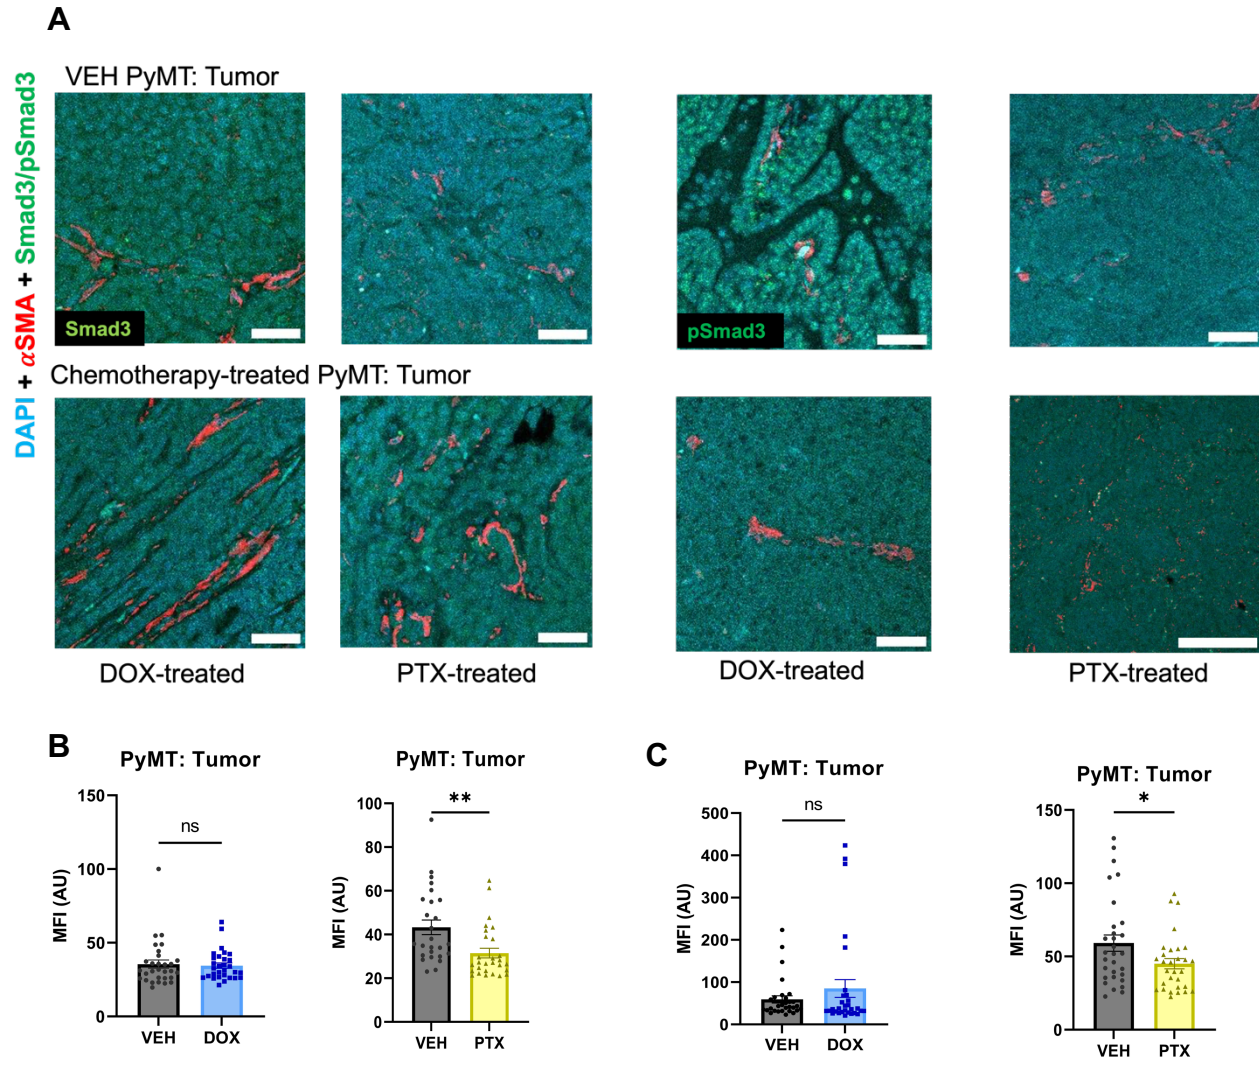 A
VEH PyMT: Tumor
DAPI + αSMA + Smad3/pSmad3
Smad3
pSmad3
Chemotherapy-treated PyMT: Tumor
DOX-treated
PTX-treated
DOX-treated
PTX-treated
B
PyMT: Tumor
MFI (AU)
150
100
50
0
ns
VEH
DOX
PyMT: Tumor
MFI (AU)
100
80
60
40
20
0
**
VEH
PTX
C
PyMT: Tumor
MFI (AU)
500
400
300
200
100
0
ns
VEH
DOX
PyMT: Tumor
MFI (AU)
150
100
50
0
*
VEH
PTX